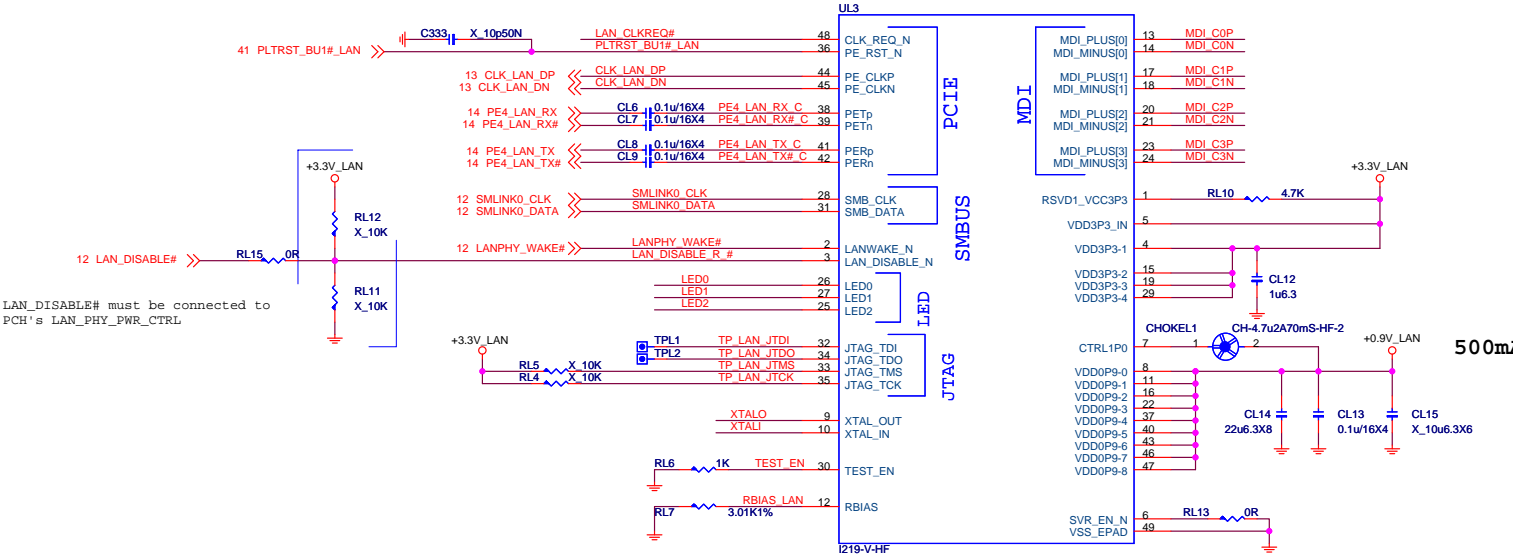 UL3
C333 X_10p50N LAN_CLKREQ# 48 CLK_REQ_N
41 PLTRST_BU1#_LAN PLTRST_BU1#_LAN 36 PE_RST_N
13 CLK_LAN_DP CLK_LAN_DP 44 PE_CLKP
13 CLK_LAN_DN CLK_LAN_DN 45 PE_CLKN
14 PE4_LAN_RX CL6 0.1u/16X4 PE4_LAN_RX_C 38 PETp
14 PE4_LAN_RX# CL7 0.1u/16X4 PE4_LAN_RX#_C 39 PETn
14 PE4_LAN_TX CL8 0.1u/16X4 PE4_LAN_TX_C 41 PERp
14 PE4_LAN_TX# CL9 0.1u/16X4 PE4_LAN_TX#_C 42 PERn
PCIE
12 SMLINK0_CLK SMLINK0_CLK 28 SMB_CLK
12 SMLINK0_DATA SMLINK0_DATA 31 SMB_DATA
SMBUS
12 LANPHY_WAKE# LANPHY_WAKE# 2 LANWAKE_N
12 LAN_DISABLE# RL15 0R LAN_DISABLE_R_# 3 LAN_DISABLE_N
+3.3V_LAN
RL12
X_10K
RL11
X_10K
LAN_DISABLE# must be connected to
PCH's LAN_PHY_PWR_CTRL
LED0 26 LED0
LED1 27 LED1
LED2 25 LED2
LED
+3.3V_LAN
TPL1 TP_LAN_JTDI 32 JTAG_TDI
TPL2 TP_LAN_JTDO 34 JTAG_TDO
RL5 X_10K TP_LAN_JTMS 33 JTAG_TMS
RL4 X_10K TP_LAN_JTCK 35 JTAG_TCK
JTAG
XTALO 9 XTAL_OUT
XTALI 10 XTAL_IN
RL6 1K TEST_EN 30 TEST_EN
RL7 3.01K1% RBIAS_LAN 12 RBIAS
MDI
MDI_PLUS[0] 13 MDI_C0P
MDI_MINUS[0] 14 MDI_C0N
MDI_PLUS[1] 17 MDI_C1P
MDI_MINUS[1] 18 MDI_C1N
MDI_PLUS[2] 20 MDI_C2P
MDI_MINUS[2] 21 MDI_C2N
MDI_PLUS[3] 23 MDI_C3P
MDI_MINUS[3] 24 MDI_C3N
+3.3V_LAN
RSVD1_VCC3P3 1 RL10 4.7K
VDD3P3_IN 5
VDD3P3-1 4
VDD3P3-2 15
VDD3P3-3 19
VDD3P3-4 29
CL12
1u6.3
CHOKEL1 CH-4.7u2A70mS-HF-2
CTRL1P0 7 1 2
+0.9V_LAN
VDD0P9-0 8
VDD0P9-1 11
VDD0P9-2 16
VDD0P9-3 22
VDD0P9-4 37
VDD0P9-5 40
VDD0P9-6 43
VDD0P9-7 46
VDD0P9-8 47
CL14
22u6.3X8
CL13
0.1u/16X4
CL15
X_10u6.3X6
SVR_EN_N 6 RL13 0R
VSS_EPAD 49
I219-V-HF